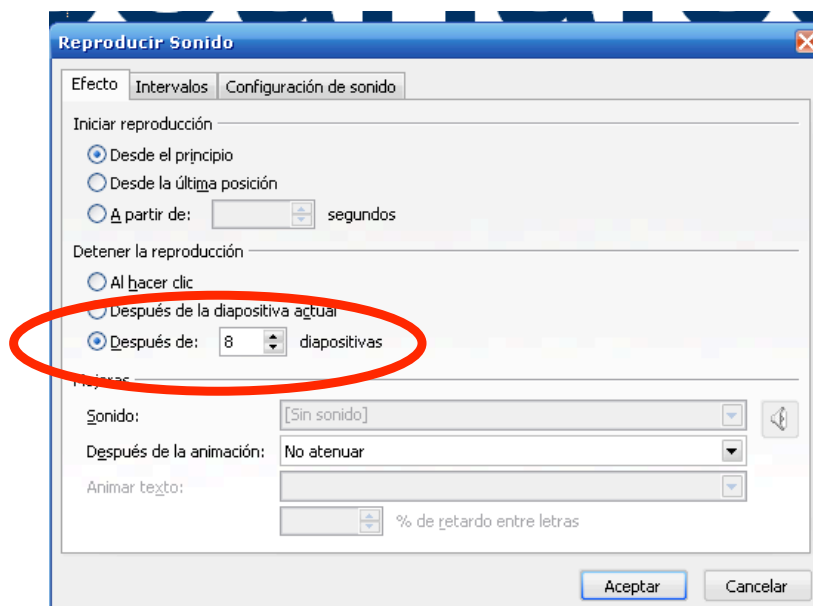 Reproducir Sonido
Efecto Intervalos Configuración de sonido
Iniciar reproducción
Desde el principio
Desde la última posición
A partir de: segundos
Detener la reproducción
Al hacer clic
Después de la diapositiva actual
Después de: 8 diapositivas
Mejoras
Sonido: [Sin sonido]
Después de la animación: No atenuar
Animar texto:
% de retardo entre letras
Aceptar Cancelar